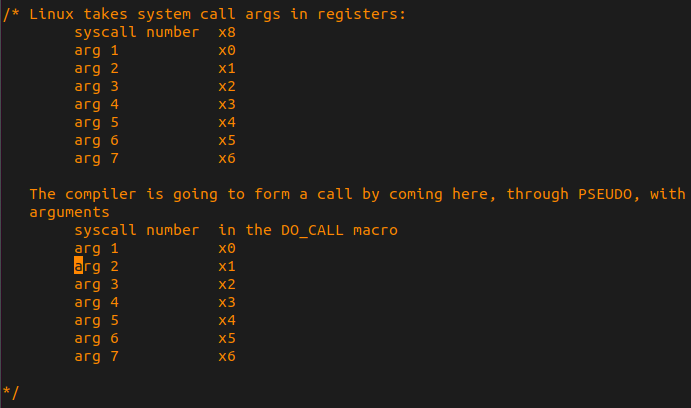 /* Linux takes system call args in registers:
syscall number x8
arg 1 x0
arg 2 x1
arg 3 x2
arg 4 x3
arg 5 x4
arg 6 x5
arg 7 x6
The compiler is going to form a call by coming here, through PSEUDO, with
arguments
syscall number in the DO_CALL macro
arg 1 x0
arg 2 x1
arg 3 x2
arg 4 x3
arg 5 x4
arg 6 x5
arg 7 x6
*/